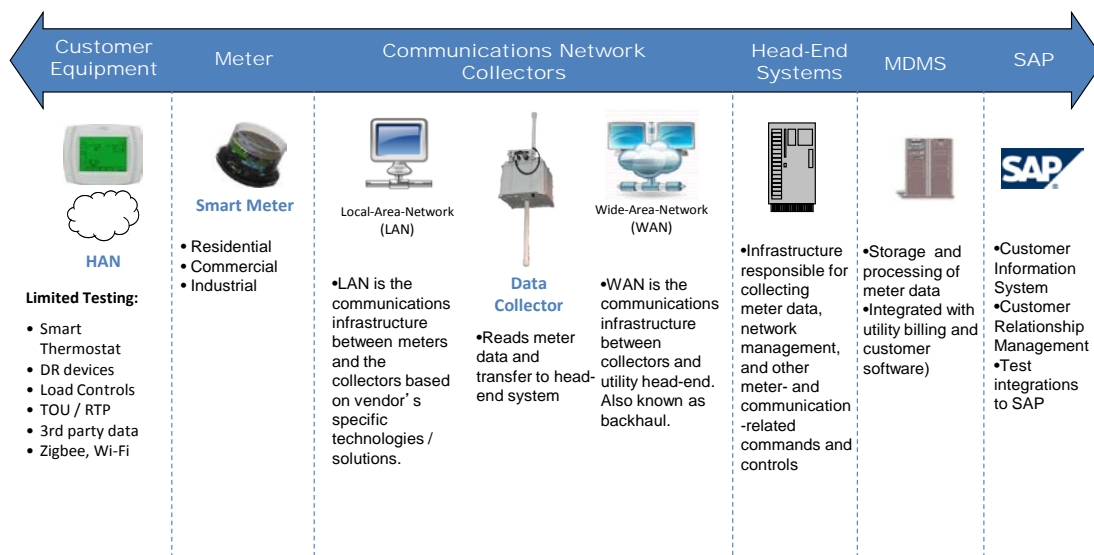 Customer
Equipment
Meter
Communications Network
Collectors
Head-End
Systems
MDMS
SAP
HAN
Limited Testing:
• Smart
Thermostat
• DR devices
• Load Controls
• TOU / RTP
• 3rd party data
• Zigbee, Wi-Fi
Smart Meter
• Residential
• Commercial
• Industrial
Local-Area-Network
(LAN)
•LAN is the
communications
infrastructure
between meters
and the
collectors based
on vendor's
specific
technologies /
solutions.
Data
Collector
•Reads meter
data and
transfer to head-
end system
Wide-Area-Network
(WAN)
•WAN is the
communications
infrastructure
between
collectors and
utility head-end.
Also known as
backhaul.
•Infrastructure
responsible for
collecting
meter data,
network
management,
and other
meter- and
communication
-related
commands and
controls
•Storage and
processing of
meter data
•Integrated with
utility billing and
customer
software)
SAP
®
•Customer
Information
System
•Customer
Relationship
Management
•Test
integrations
to SAP